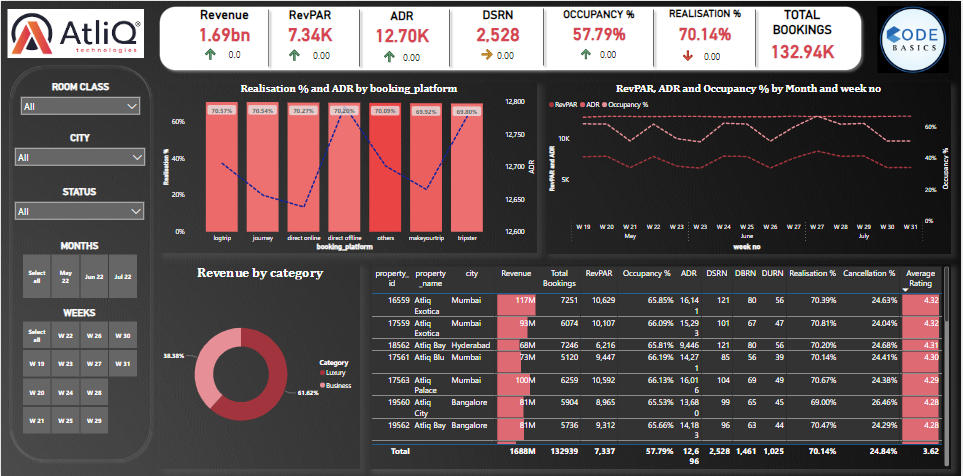 AtliQ
technologies
Revenue
1.69bn
0.0
RevPAR
7.34K
0.00
ADR
12.70K
0.00
DSRN
2,528
0.00
OCCUPANCY %
57.79%
0.00
REALISATION %
70.14%
0.00
TOTAL
BOOKINGS
132.94K
CODE
BASICS
ROOM CLASS
All
CITY
All
STATUS
All
MONTHS
Select all
May 22
Jun 22
Jul 22
WEEKS
Select all
W 22
W 26
W 30
W 19
W 23
W 27
W 31
W 20
W 24
W 28
W 21
W 25
W 29
Realisation % and ADR by booking_platform
Realisation %
60%
40%
20%
0%
70.57%
70.54%
70.27%
70.20%
70.09%
69.92%
69.80%
12,800
12,750
12,700
12,650
12,600
ADR
logtrip
journey
direct online
direct offline
others
makeyourtrip
tripster
booking_platform
RevPAR, ADR and Occupancy % by Month and week no
RevPAR
ADR
Occupancy %
RevPAR and ADR
10K
5K
60%
40%
20%
0%
Occupancy %
W 19 W 20 W 21 W 22 W 23 W 23 W 24 W 25 W 26 W 27 W 27 W 28 W 29 W 30 W 31
May
June
July
week no
Revenue by category
38.38%
61.62%
Category
Luxury
Business
property_id property_name city Revenue Total Bookings RevPAR Occupancy % ADR DSRN DBRN DURN Realisation % Cancellation % Average Rating
16559 Atliq Exotica Mumbai 117M 7251 10,629 65.85% 16,141 121 80 56 70.39% 24.63% 4.32
17559 Atliq Exotica Mumbai 93M 6074 10,107 66.09% 15,293 101 67 47 70.81% 24.04% 4.32
18562 Atliq Bay Hyderabad 68M 7246 6,216 65.81% 9,446 121 80 56 70.20% 24.68% 4.31
17561 Atliq Blu Mumbai 73M 5120 9,447 66.19% 14,271 85 56 39 70.14% 24.41% 4.30
17563 Atliq Palace Mumbai 100M 6259 10,592 66.13% 16,016 104 69 49 70.67% 24.38% 4.29
19560 Atliq City Bangalore 81M 5904 8,965 65.53% 13,680 99 65 45 69.00% 26.46% 4.28
19562 Atliq Bay Bangalore 81M 5736 9,312 65.66% 14,183 96 63 44 70.47% 24.29% 4.28
Total 1688M 132939 7,337 57.79% 12,696 2,528 1,461 1,025 70.14% 24.84% 3.62